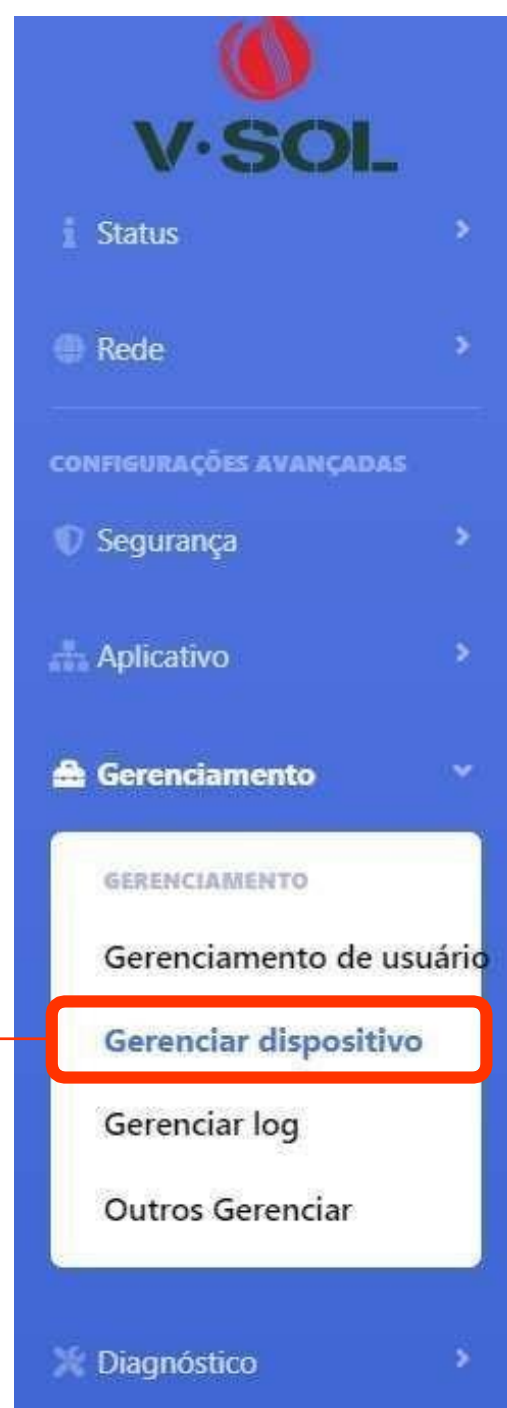 V·SOL
Status
Rede
CONFIGURAÇÕES AVANÇADAS
Segurança
Aplicativo
Gerenciamento
GERENCIAMENTO
Gerenciamento de usuário
Gerenciar dispositivo
Gerenciar log
Outros Gerenciar
Diagnóstico